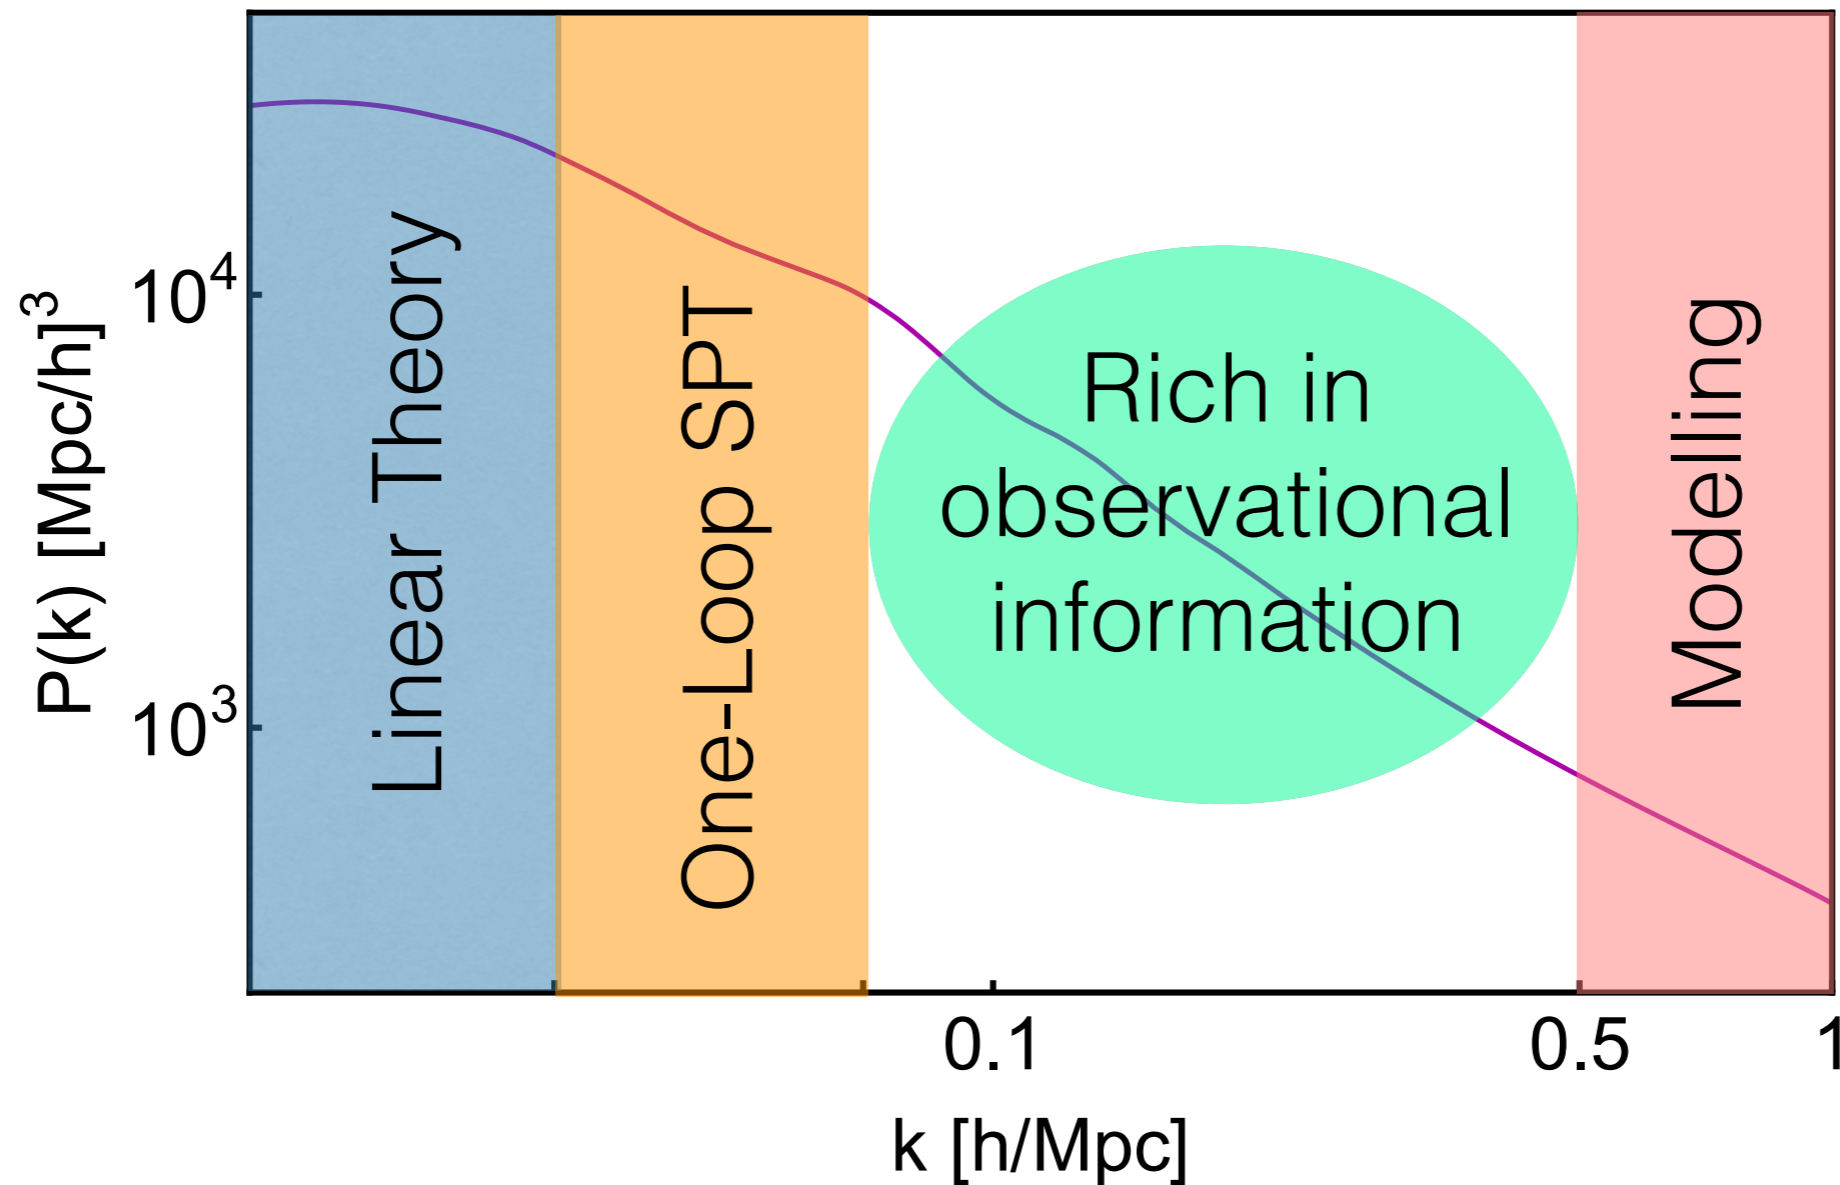 P(k) [Mpc/h]³
10⁴
10³
Linear Theory
One-Loop SPT
Rich in
observational
information
Modelling
0.1
0.5
1
k [h/Mpc]